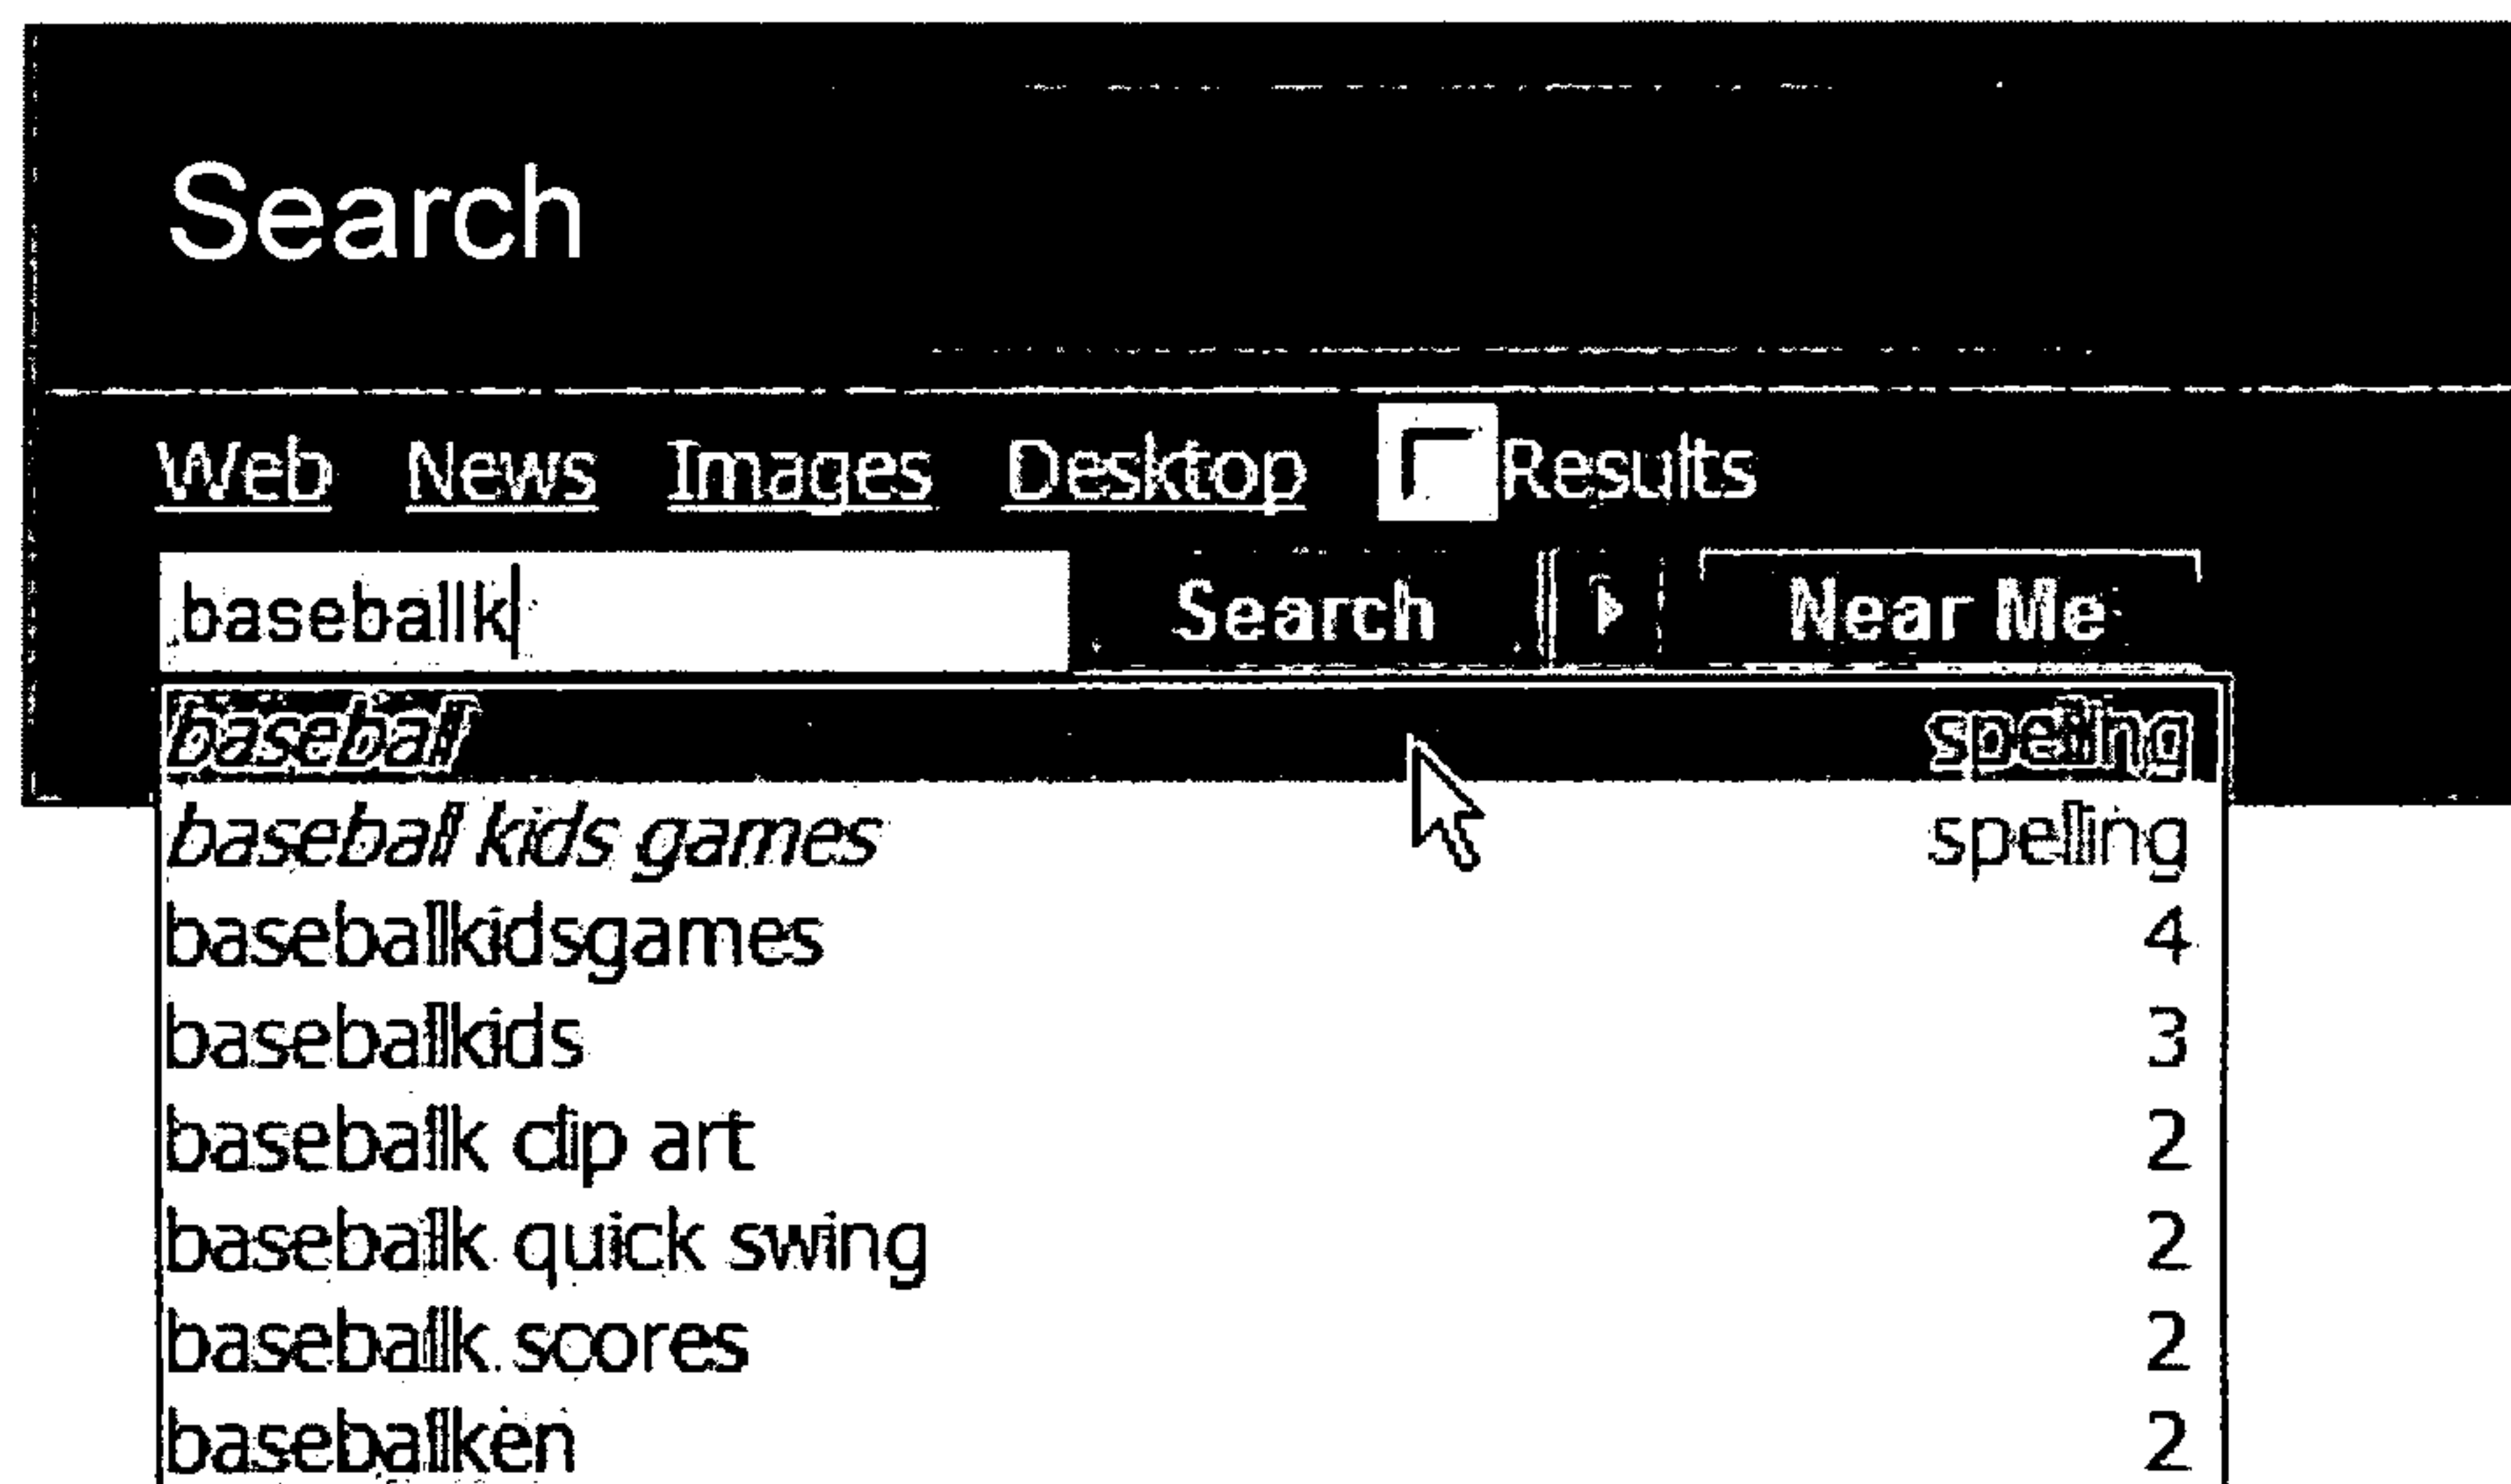 Search
Web News Images Desktop Results
baseballk Search Near Me
baseball spelling
baseball kids games spelling
baseballkidsgames 4
baseballkids 3
baseballk clip art 2
baseballk quick swing 2
baseballk scores 2
baseballken 2